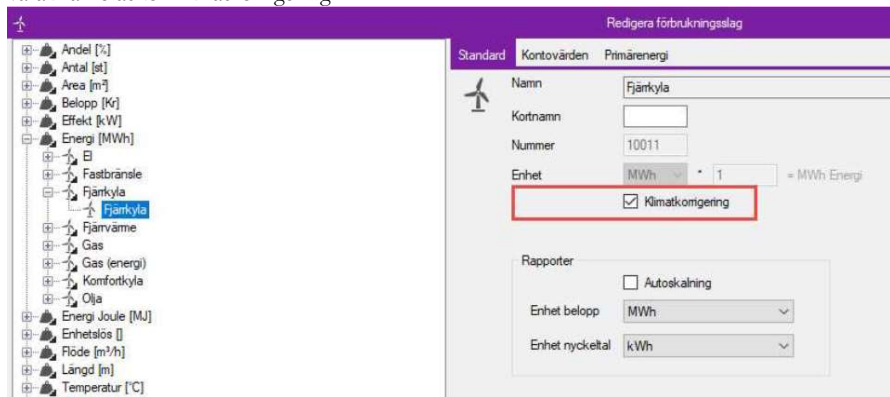 Redigera förbrukningsslag
Andel [%]
Antal [st]
Area [m²]
Belopp [Kr]
Effekt [kW]
Energi [MWh]
El
Fastbränsle
Fjärrkyla
Fjärrkyla
Fjärrvärme
Gas
Gas (energi)
Komfortkyla
Olja
Energi Joule [MJ]
Enhetslös []
Flöde [m³/h]
Längd [m]
Temperatur [°C]
Standard Kontovärden Primärenergi
Namn Fjärrkyla
Kortnamn
Nummer 10011
Enhet MWh * 1 = MWh Energi
Klimatkorrigering
Rapporter
Autoskalning
Enhet belopp MWh
Enhet nyckeltal kWh